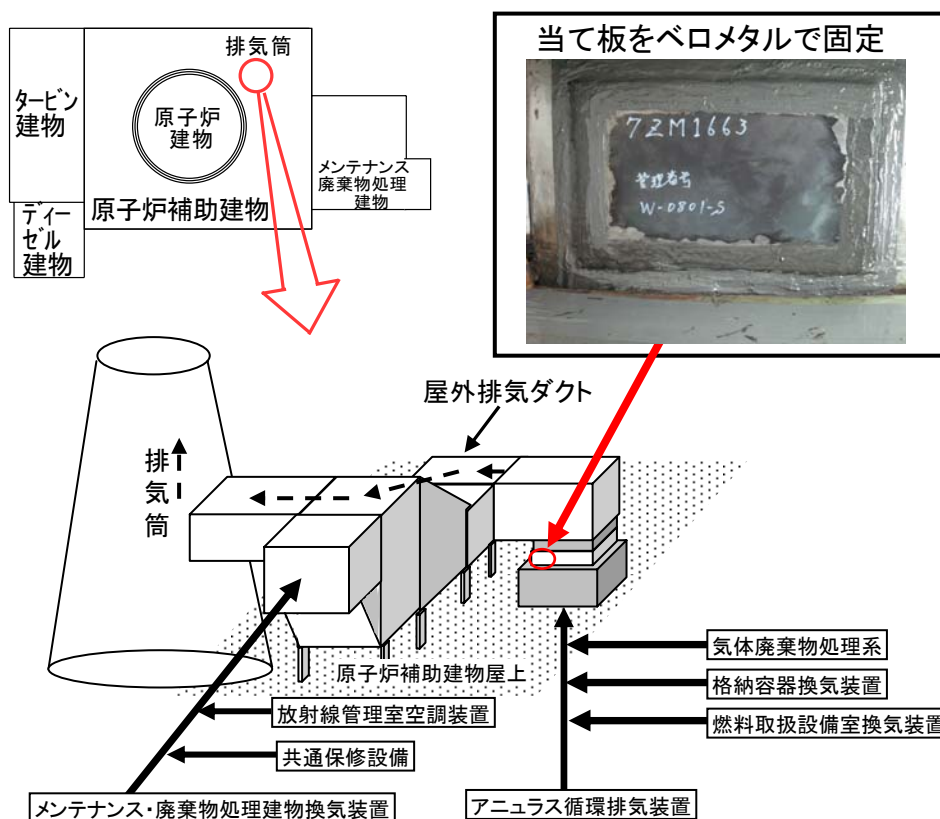 排気筒
タービン
建物
原子炉
建物
メンテナンス
廃棄物処理
建物
原子炉補助建物
ディー
ゼル
建物
当て板をベロメタルで固定
7ZM1663
管理番号
W-0801-S
屋外排気ダクト
排気筒
原子炉補助建物屋上
気体廃棄物処理系
格納容器換気装置
燃料取扱設備室換気装置
放射線管理室空調装置
共通保修設備
メンテナンス・廃棄物処理建物換気装置
アニュラス循環排気装置